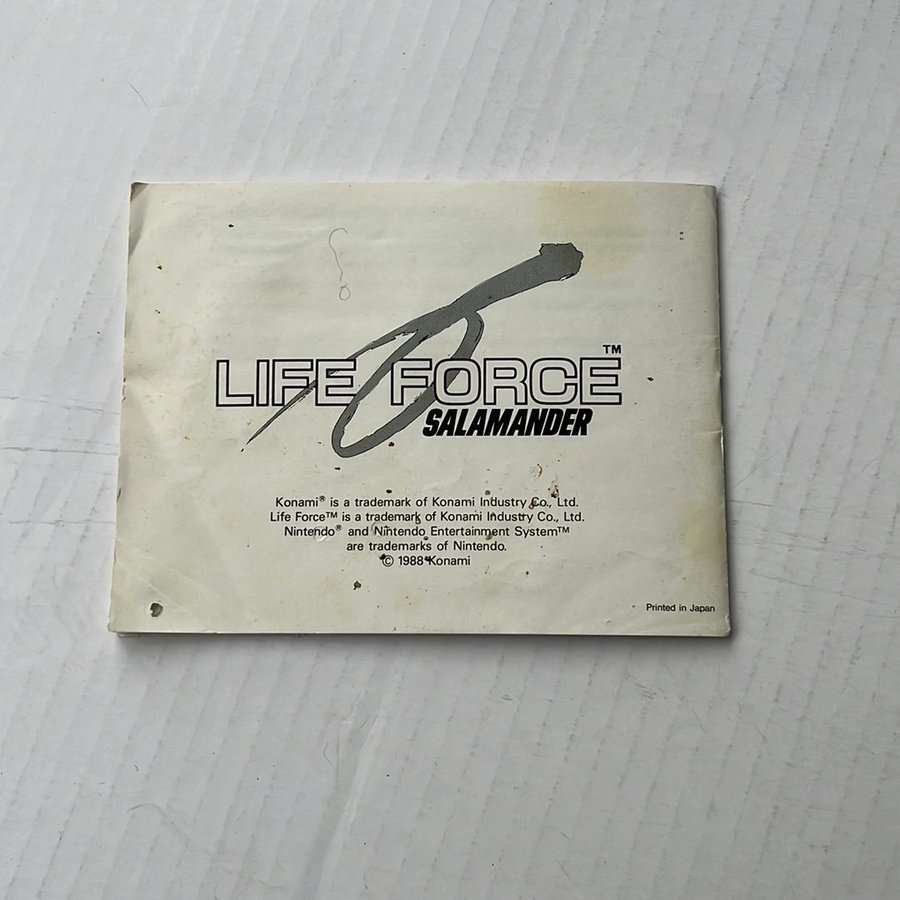 LIFE FORCE™
SALAMANDER
Konami® is a trademark of Konami Industry Co., Ltd.
Life Force™ is a trademark of Konami Industry Co., Ltd.
Nintendo® and Nintendo Entertainment System™
are trademarks of Nintendo.
© 1988 Konami
Printed in Japan